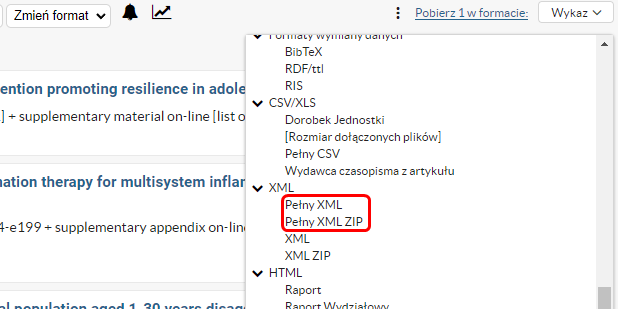 Zmień format
Pobierz 1 w formacie:
Wykaz
Formaty wymiany danych
BibTeX
RDF/ttl
RIS
CSV/XLS
Dorobek Jednostki
[Rozmiar dołączonych plików]
Pełny CSV
Wydawca czasopisma z artykułu
XML
Pełny XML
Pełny XML ZIP
XML
XML ZIP
HTML
Raport
Raport Wydziałowy
ention promoting resilience in adole
] + supplementary material on-line [list o
nation therapy for multisystem inflan
4-e199 + supplementary appendix on-line
al population aged 1-30 years disag